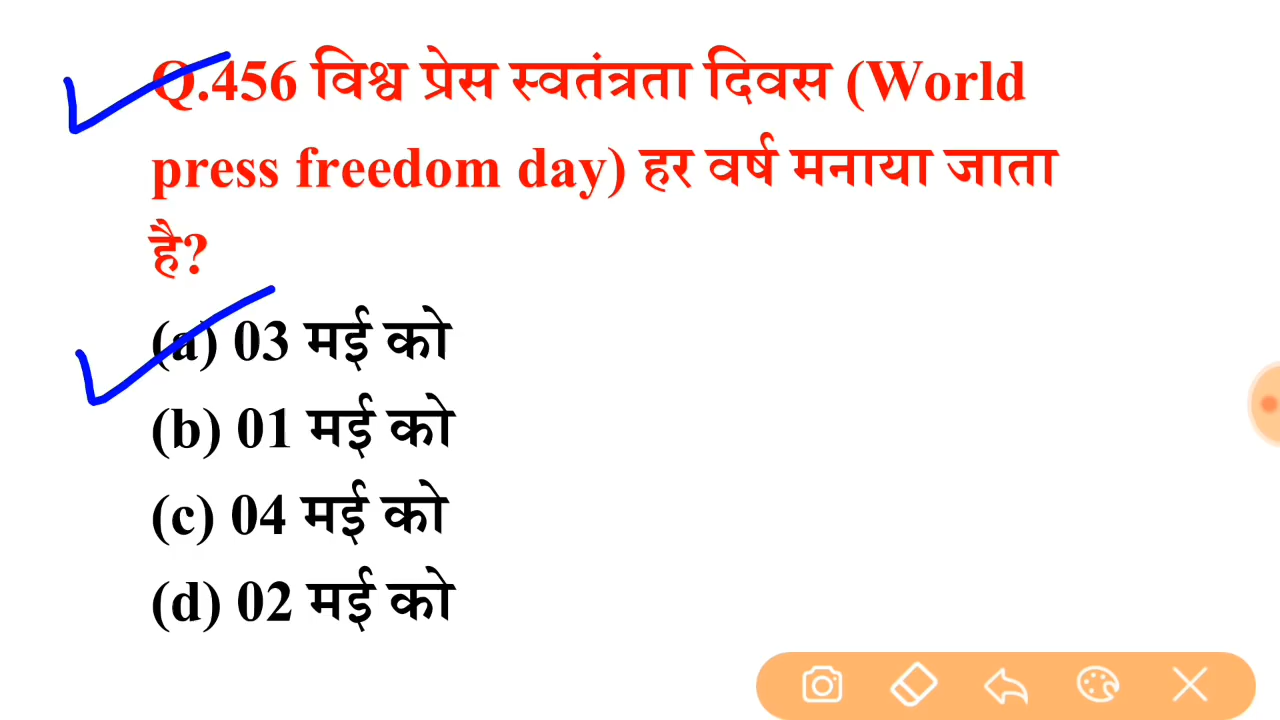 Q.456 विश्व प्रेस स्वतंत्रता दिवस (World
press freedom day) हर वर्ष मनाया जाता
है?
(a) 03 मई को
(b) 01 मई को
(c) 04 मई को
(d) 02 मई को